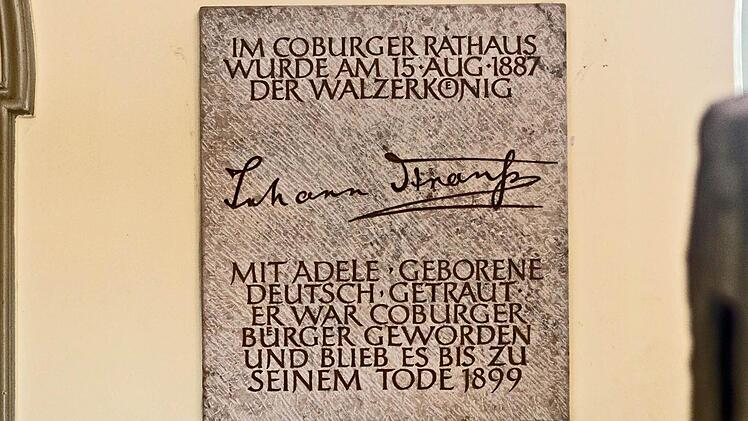 IM COBURGER RATHAUS
WURDE AM 15·AUG·1887
DER WALZERKÖNIG
Johann Strauß
MIT ADELE · GEBORENE
DEUTSCH · GETRAUT ·
ER WAR COBURGER
BÜRGER GEWORDEN
UND BLIEB ES BIS ZU
SEINEM TODE 1899